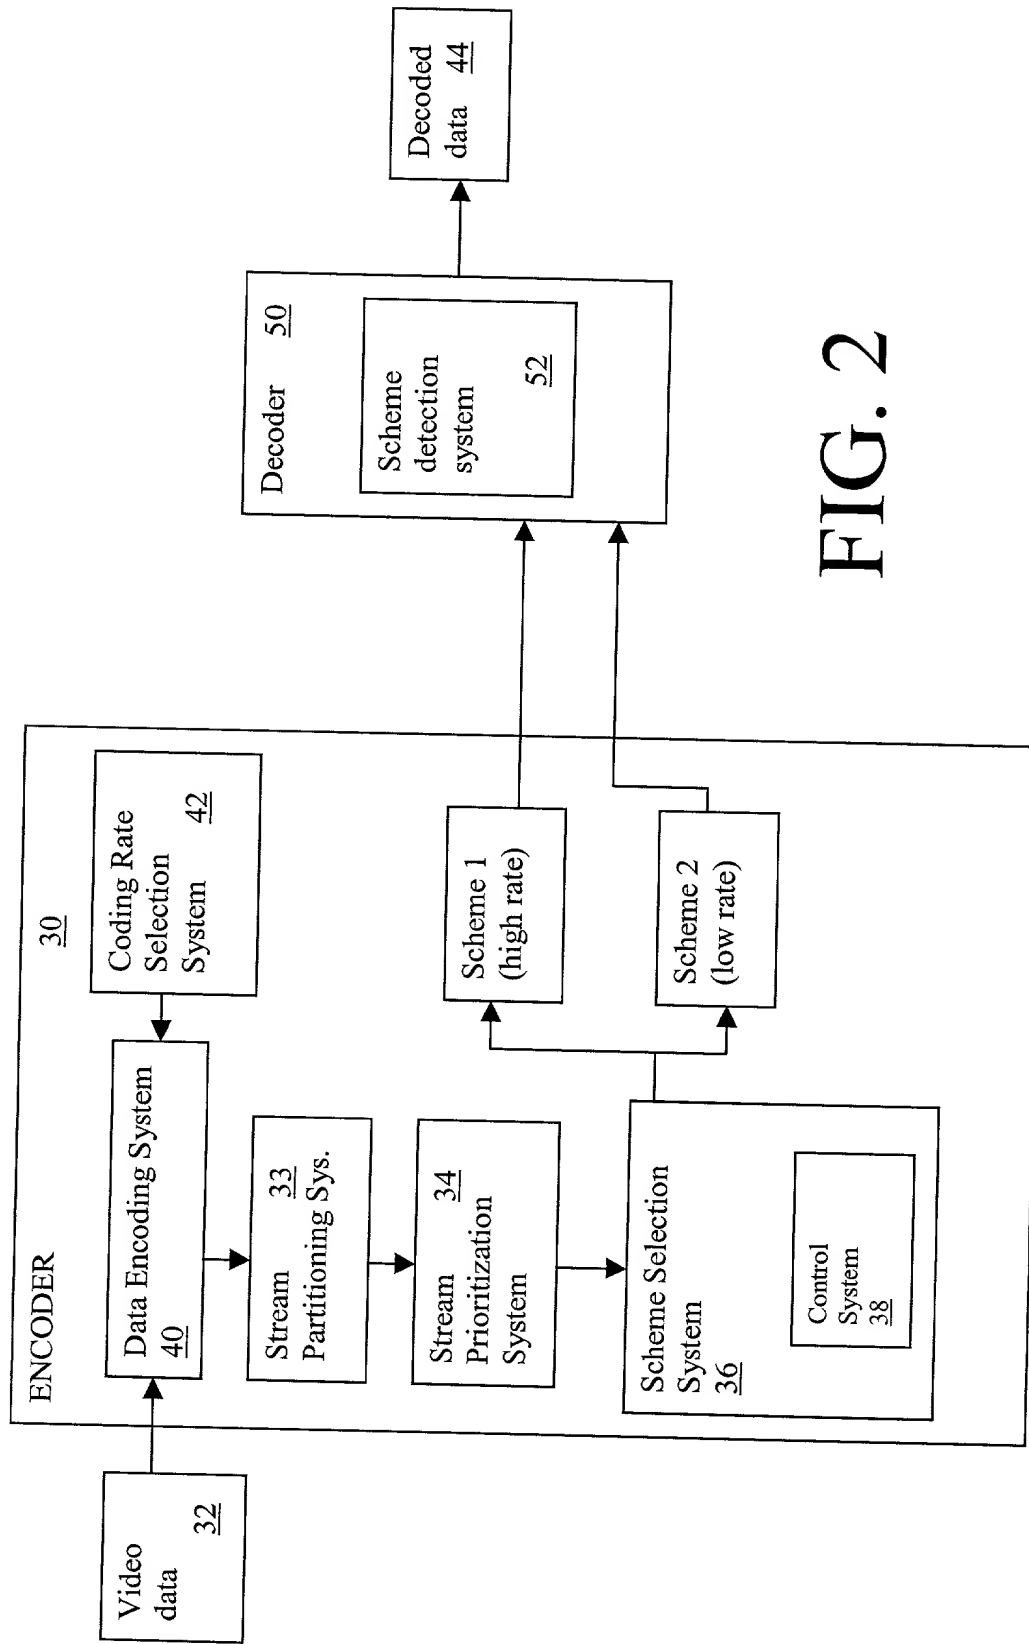 ENCODER
30
Video
data
32
Data Encoding System
40
Coding Rate
Selection
System 42
Stream 33
Partitioning Sys.
Stream 34
Prioritization
System
Scheme Selection
System
36
Control
System
38
Scheme 1
(high rate)
Scheme 2
(low rate)
Decoder 50
Scheme
detection
system
52
Decoded
data 44
FIG. 2